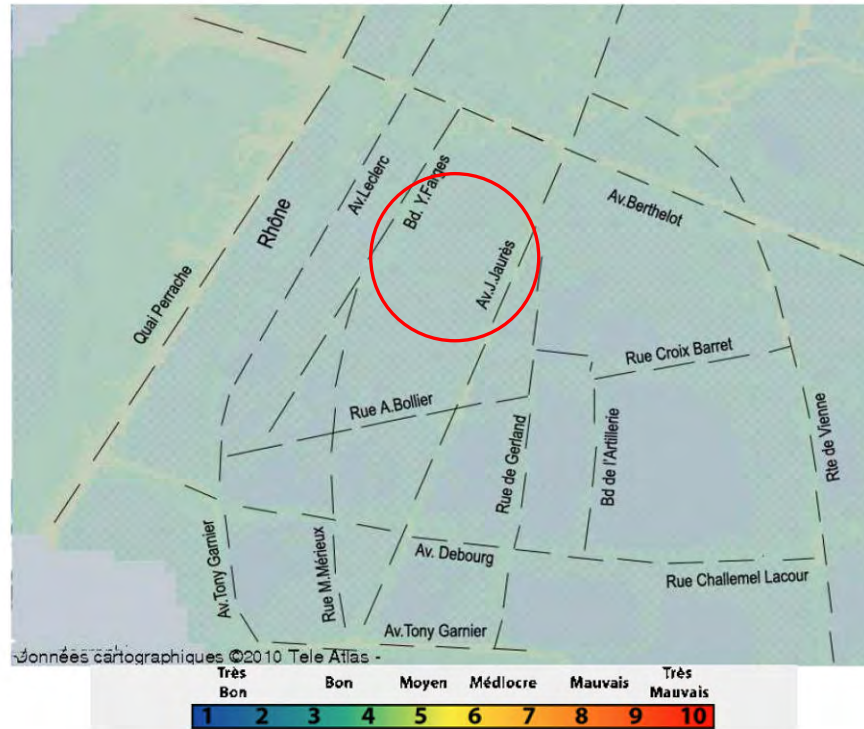 Av.Leclerc
Bd. Y.Farges
Rhône
Av.Berthelot
Quai Perrache
Av.J.Jaurès
Rue Croix Barret
Rue A.Bollier
Rue de Gerland
Bd de l'Artillerie
Rte de Vienne
Av.Tony Garnier
Rue M.Mérieux
Av. Debourg
Rue Challemel Lacour
Av.Tony Garnier
Données cartographiques ©2010 Tele Atlas -
Très Bon Bon Moyen Médiocre Mauvais Très Mauvais
1 2 3 4 5 6 7 8 9 10